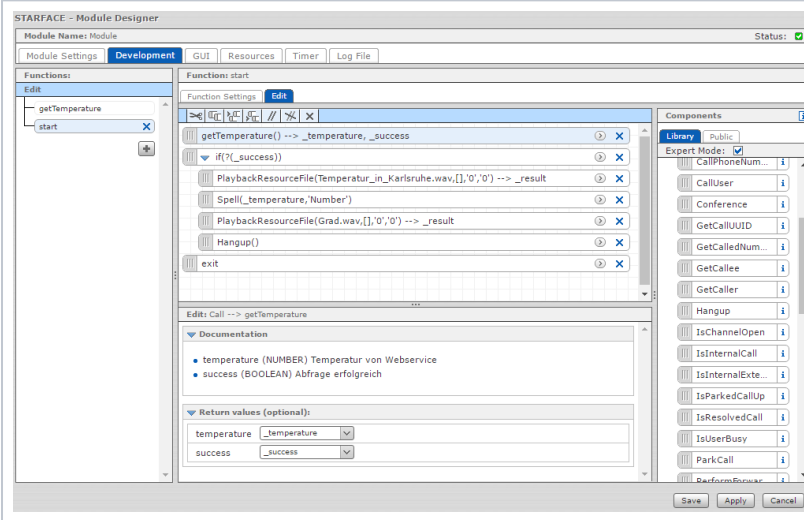 STARFACE - Module Designer
Module Name: Module
Status:
Module Settings
Development
GUI
Resources
Timer
Log File
Functions:
Edit
getTemperature
start
Function: start
Function Settings
Edit
getTemperature() --> _temperature, _success
if(?(_success))
PlaybackResourceFile(Temperatur_in_Karlsruhe.wav,[],'0','0') --> _result
Spell(_temperature,'Number')
PlaybackResourceFile(Grad.wav,[],'0','0') --> _result
Hangup()
exit
Edit: Call --> getTemperature
Documentation
• temperature (NUMBER) Temperatur von Webservice
• success (BOOLEAN) Abfrage erfolgreich
Return values (optional):
temperature _temperature
success _success
Components
Library
Public
Expert Mode:
CallPhoneNum...
CallUser
Conference
GetCallUUID
GetCalledNum...
GetCallee
GetCaller
Hangup
IsChannelOpen
IsInternalCall
IsInternalExte...
IsParkedCallUp
IsResolvedCall
IsUserBusy
ParkCall
PerformForwar...
Save
Apply
Cancel